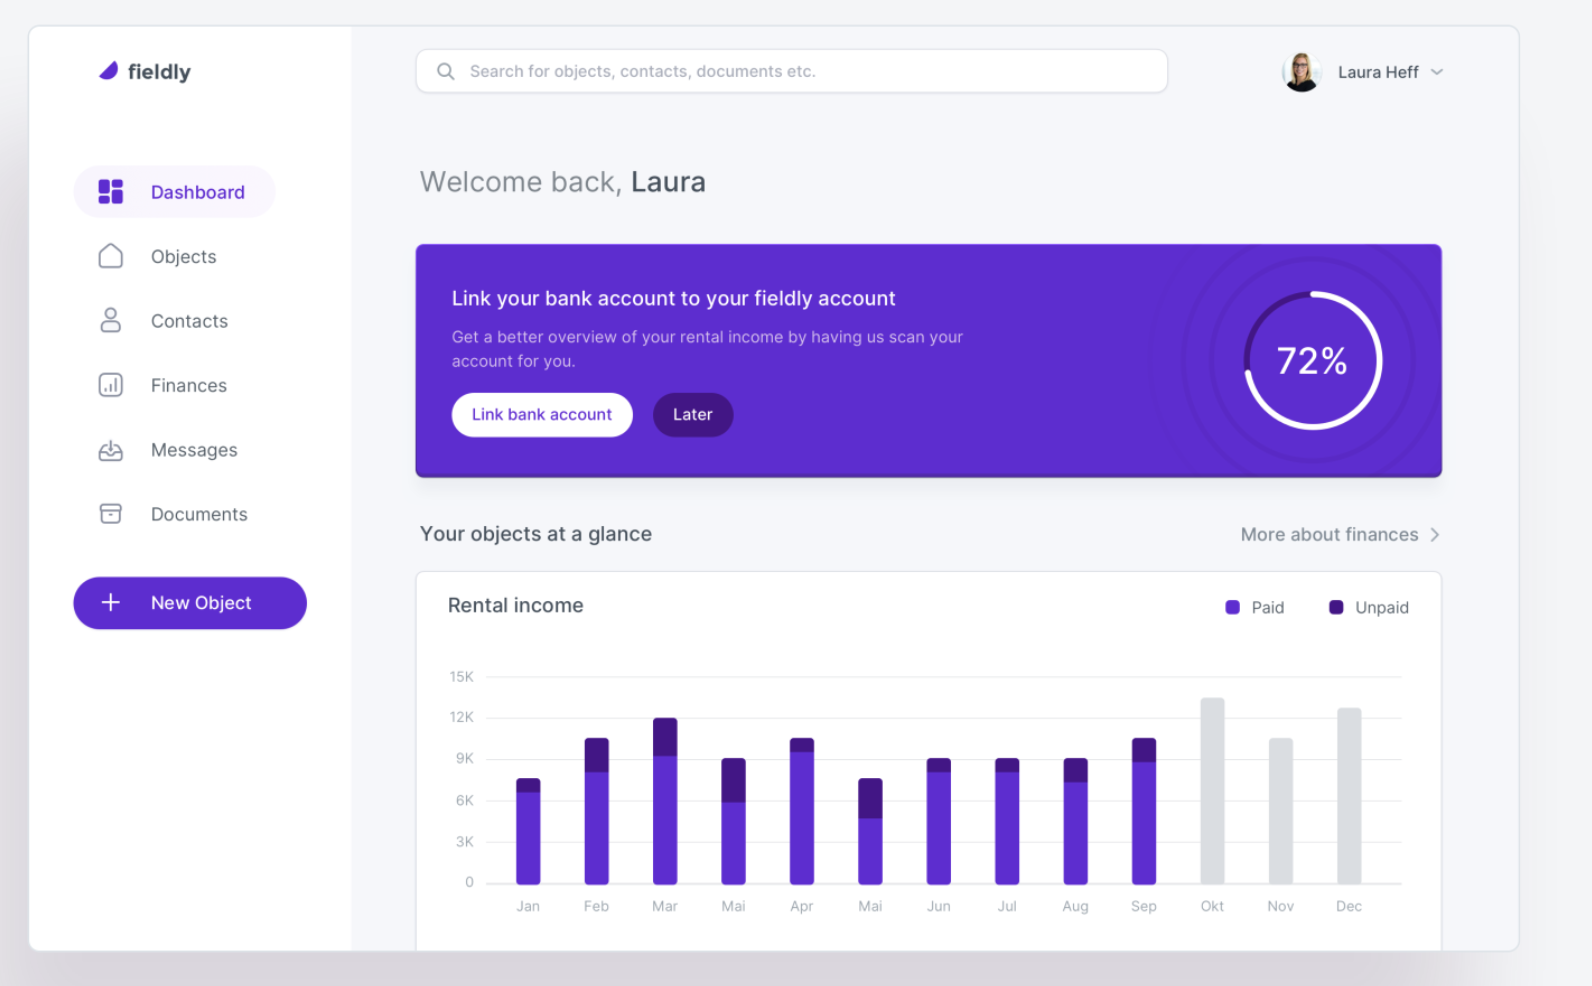 fieldly
Search for objects, contacts, documents etc.
Laura Heff
Dashboard
Objects
Contacts
Finances
Messages
Documents
New Object
Welcome back, Laura
Link your bank account to your fieldly account
Get a better overview of your rental income by having us scan your
account for you.
Link bank account
Later
72%
Your objects at a glance
More about finances
Rental income
Paid
Unpaid
15K
12K
9K
6K
3K
0
Jan Feb Mar Mai Apr Mai Jun Jul Aug Sep Okt Nov Dec